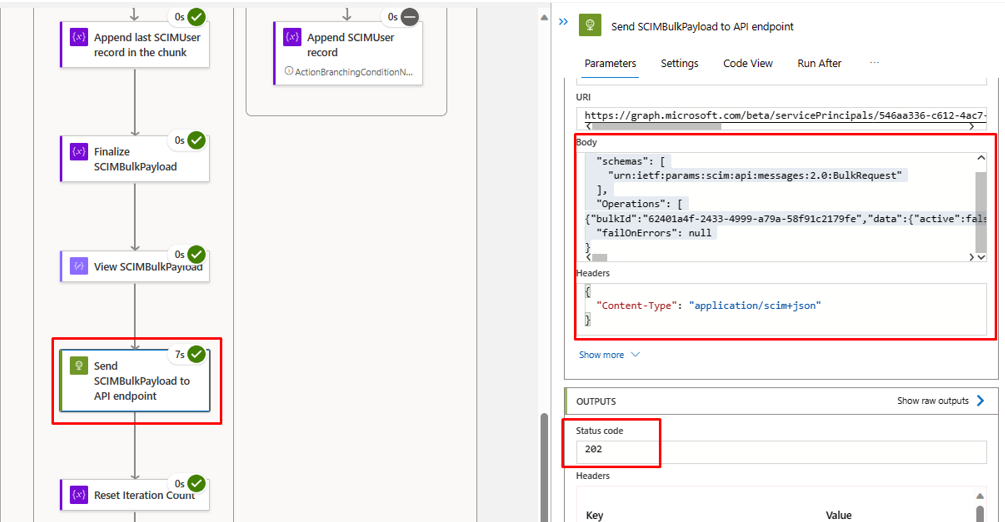 0s
Append last SCIMUser
record in the chunk
0s
Append SCIMUser
record
ActionBranchingConditionN...
0s
Finalize
SCIMBulkPayload
0s
View SCIMBulkPayload
7s
Send
SCIMBulkPayload to
API endpoint
0s
Reset Iteration Count
Send SCIMBulkPayload to API endpoint
Parameters Settings Code View Run After ...
URI
https://graph.microsoft.com/beta/servicePrincipals/546aa336-c612-4ac7-
Body
"schemas": [
"urn:ietf:params:scim:api:messages:2.0:BulkRequest"
],
"Operations": [
{"bulkId":"62401a4f-2433-4999-a79a-58f91c2179fe","data":{"active":fals
"failOnErrors": null
}
Headers
{
"Content-Type": "application/scim+json"
}
Show more
OUTPUTS
Show raw outputs
Status code
202
Headers
Key Value